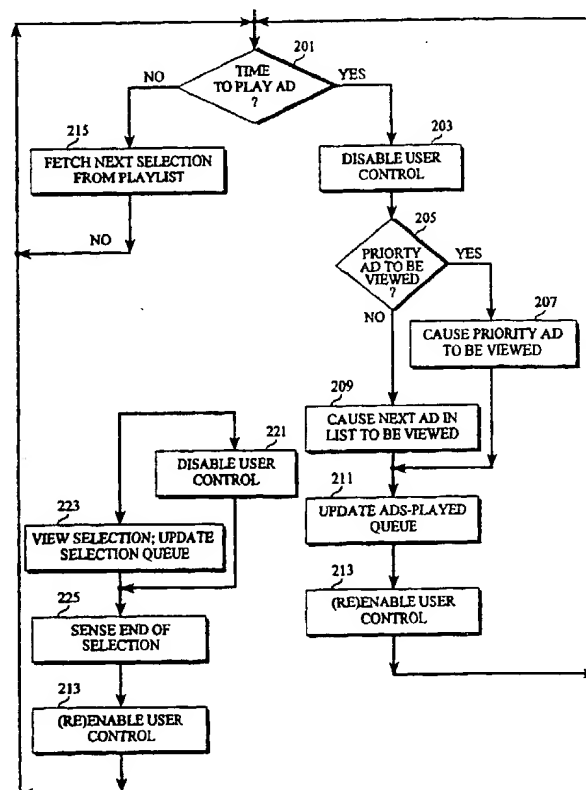 201
TIME
TO PLAY AD
?
NO
YES
215
FETCH NEXT SELECTION
FROM PLAYLIST
NO
203
DISABLE USER
CONTROL
205
PRIORTY
AD TO BE
VIEWED
?
YES
NO
207
CAUSE PRIORITY AD
TO BE VIEWED
209
CAUSE NEXT AD IN
LIST TO BE VIEWED
221
DISABLE USER
CONTROL
211
UPDATE ADS-PLAYED
QUEUE
223
VIEW SELECTION; UPDATE
SELECTION QUEUE
213
(RE)ENABLE USER
CONTROL
225
SENSE END OF
SELECTION
213
(RE)ENABLE USER
CONTROL